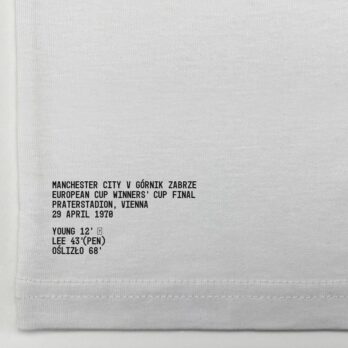 MANCHESTER CITY V GÓRNIK ZABRZE
EUROPEAN CUP WINNERS' CUP FINAL
PRATERSTADION, VIENNA
29 APRIL 1970
YOUNG 12'
LEE 43'(PEN)
OŚLIZŁO 68'